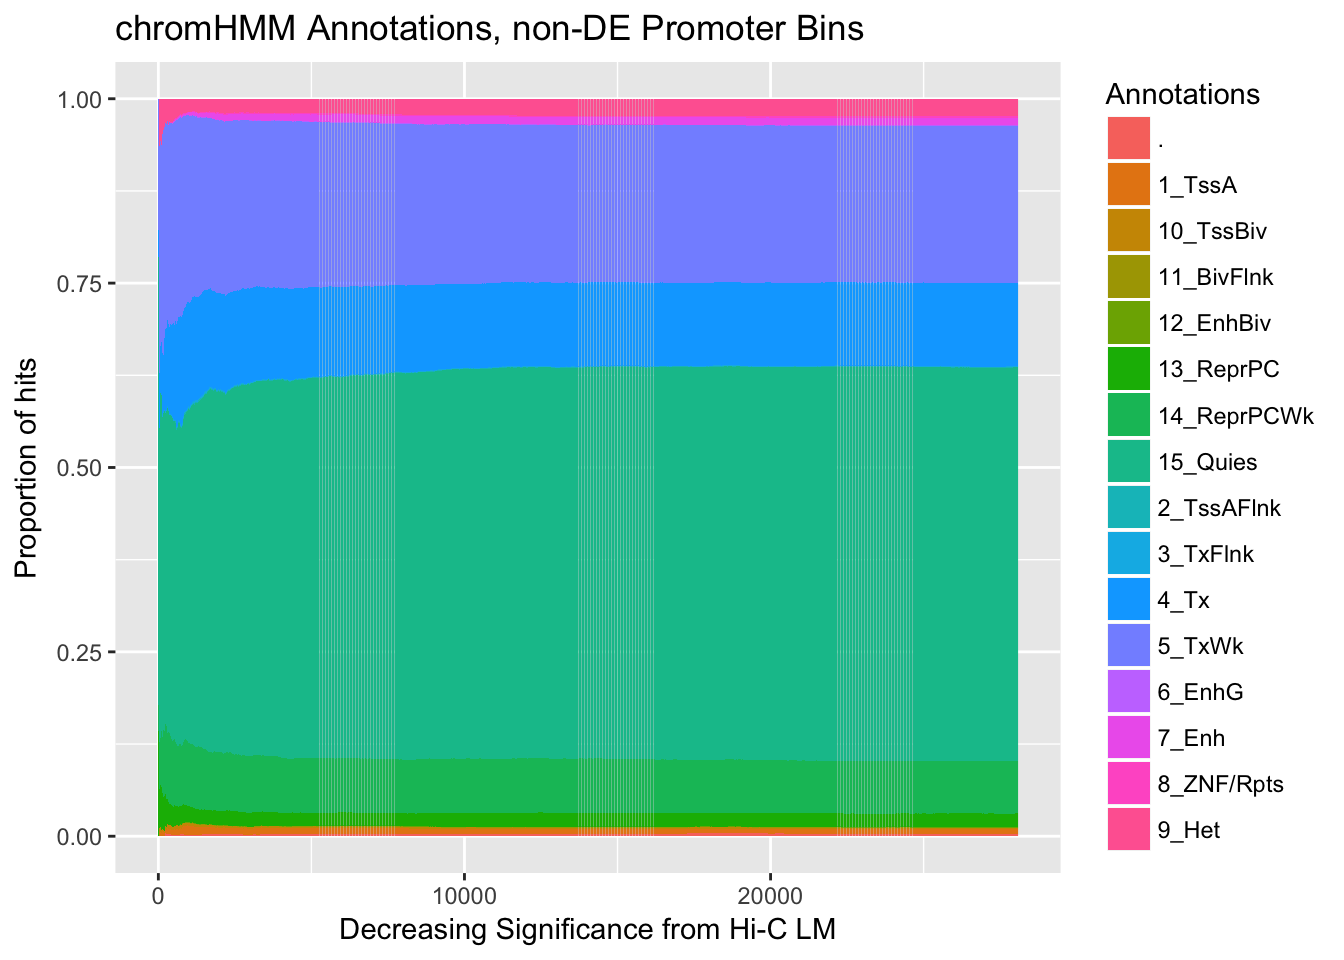 chromHMM Annotations, non-DE Promoter Bins
Proportion of hits
1.00
0.75
0.50
0.25
0.00
0
10000
20000
Decreasing Significance from Hi-C LM
Annotations
.
1_TssA
10_TssBiv
11_BivFlnk
12_EnhBiv
13_ReprPC
14_ReprPCWk
15_Quies
2_TssAFlnk
3_TxFlnk
4_Tx
5_TxWk
6_EnhG
7_Enh
8_ZNF/Rpts
9_Het